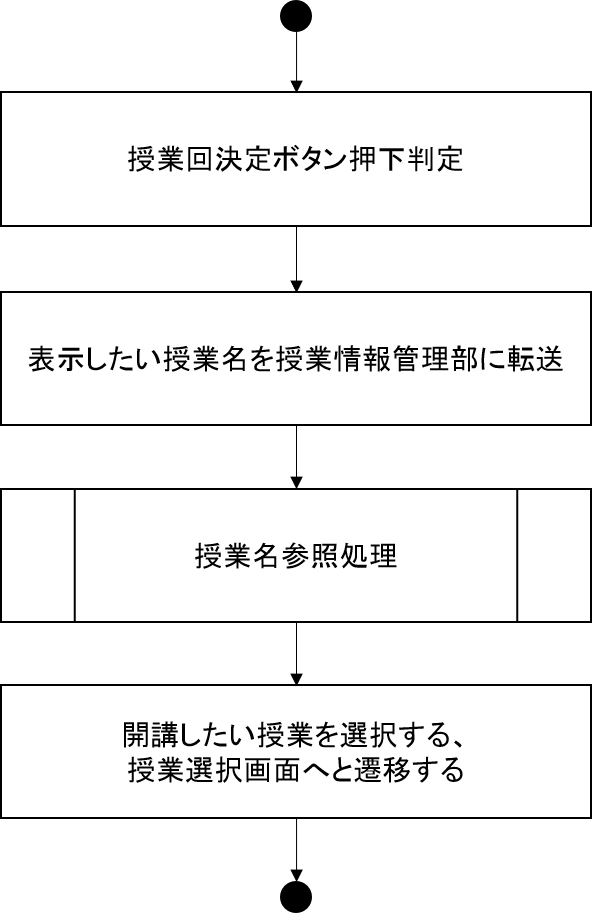 授業回決定ボタン押下判定
表示したい授業名を授業情報管理部に転送
授業名参照処理
開講したい授業を選択する、
授業選択画面へと遷移する